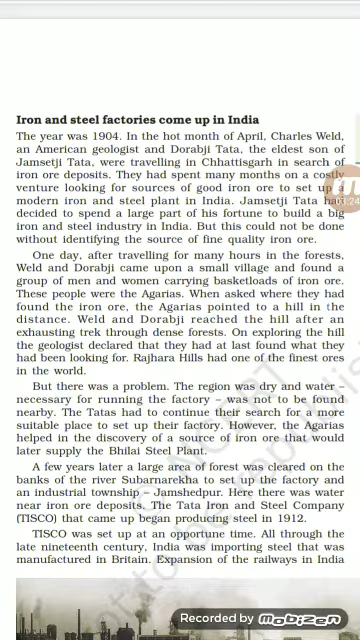 Iron and steel factories come up in India
The year was 1904. In the hot month of April, Charles Weld,
an American geologist and Dorabji Tata, the eldest son of
Jamsetji Tata, were travelling in Chhattisgarh in search of
iron ore deposits. They had spent many months on a costly
venture looking for sources of good iron ore to set up a
modern iron and steel plant in India. Jamsetji Tata had
decided to spend a large part of his fortune to build a big
iron and steel industry in India. But this could not be done
without identifying the source of fine quality iron ore.
One day, after travelling for many hours in the forests,
Weld and Dorabji came upon a small village and found a
group of men and women carrying basketloads of iron ore.
These people were the Agarias. When asked where they had
found the iron ore, the Agarias pointed to a hill in the
distance. Weld and Dorabji reached the hill after an
exhausting trek through dense forests. On exploring the hill
the geologist declared that they had at last found what they
had been looking for. Rajhara Hills had one of the finest ores
in the world.
But there was a problem. The region was dry and water –
necessary for running the factory – was not to be found
nearby. The Tatas had to continue their search for a more
suitable place to set up their factory. However, the Agarias
helped in the discovery of a source of iron ore that would
later supply the Bhilai Steel Plant.
A few years later a large area of forest was cleared on the
banks of the river Subarnarekha to set up the factory and
an industrial township – Jamshedpur. Here there was water
near iron ore deposits. The Tata Iron and Steel Company
(TISCO) that came up began producing steel in 1912.
TISCO was set up at an opportune time. All through the
late nineteenth century, India was importing steel that was
manufactured in Britain. Expansion of the railways in India
03:24
Recorded by mobizen